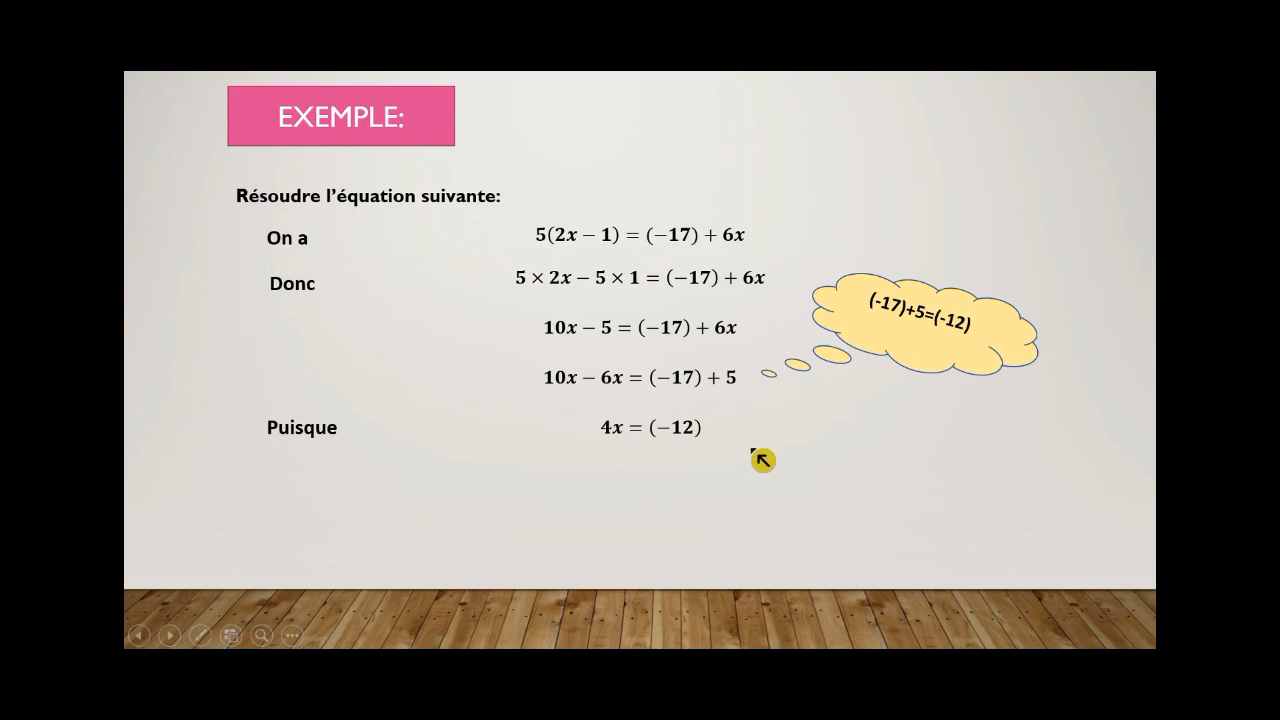 EXEMPLE:
Résoudre l'équation suivante:
On a 5(2x − 1) = (−17) + 6x
Donc 5 × 2x − 5 × 1 = (−17) + 6x
(-17)+5=(-12)
10x − 5 = (−17) + 6x
10x − 6x = (−17) + 5
Puisque 4x = (−12)